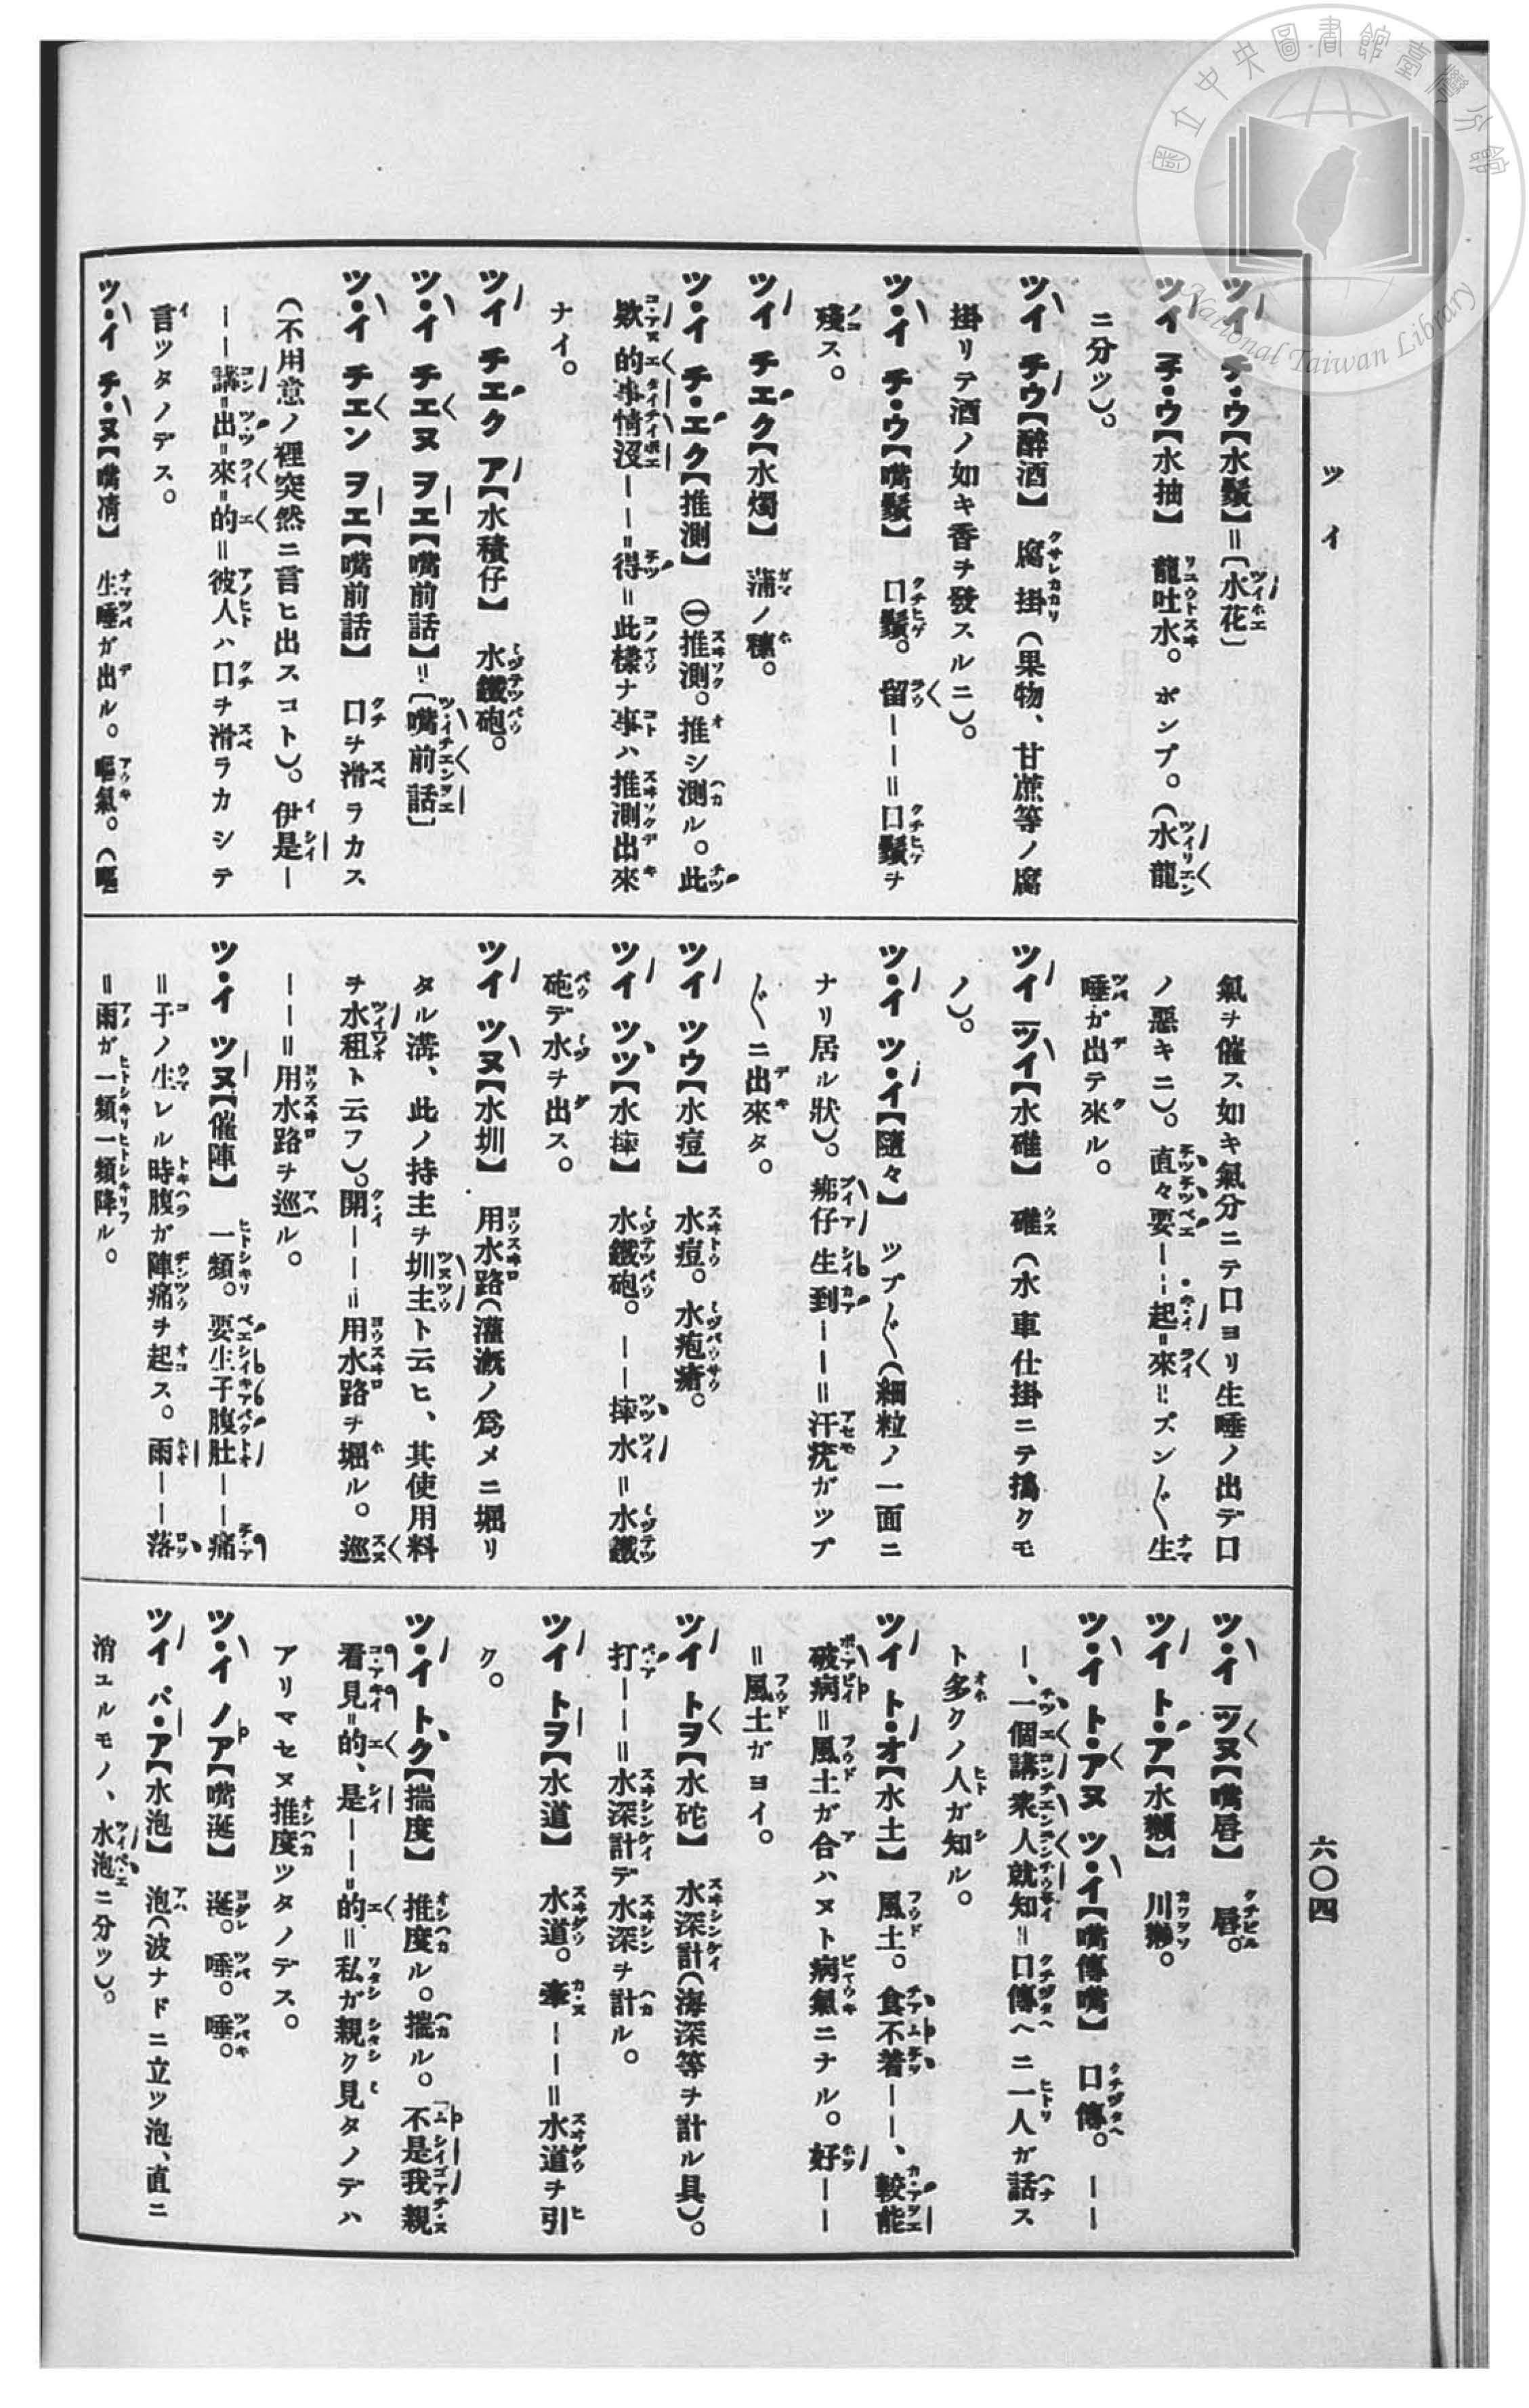 ツイ
六〇四
ツイ チ・ウ【水鬚】＝〔水花〕
ツイ チ・ウ【水抽】 龍吐水。ポンプ。（水龍
ニ分ツ）。
ツイ チウ【醉酒】 腐掛（果物、甘蔗等ノ腐
掛リテ酒ノ如キ香ヲ發スルニ）。
ツ・イ チ・ウ【嘴鬚】 口鬚。留――＝口鬚ヲ
殘ス。
ツイ チエク【水燭】 蒲ノ穗。
ツ・イ チ・エク【推測】 ㊀推測。推シ測ル。此
欵的事情沒――＝得＝此樣ナ事ハ推測出來
ナイ。
ツイ チエク ア【水積仔】 水鐵砲。
ツ・イ チエヌ ヲエ【嘴前話】＝〔嘴前話〕
ツ・イ チエン ヲエ【嘴前話】 口ヲ滑ラカス
（不用意ノ裡突然ニ言ヒ出スコト）。伊是―
――講＝出＝來＝的＝彼人ハ口ヲ滑ラカシテ
言ツタノデス。
ツ・イ チ・ヌ【嘴凊】 生唾ガ出ル。嘔氣。（嘔
氣ヲ催ス如キ氣分ニテ口ヨリ生唾ノ出デ口
ノ惡キニ）。直々要――起＝來＝ズン〴〵生
唾ガ出テ來ル。
ツイ ツイ【水碓】 碓（水車仕掛ニテ搗クモ
ノ）。
ツ・イ ツ・イ【隨々】 ツブ〴〵（細粒ノ一面ニ
ナリ居ル狀）。疿仔生到――＝汗疣ガツブ
〴〵ニ出來タ。
ツイ ツウ【水痘】 水痘。水疱瘡。
ツイ ツツ【水摔】 水鐵砲。――摔水＝水鐵
砲デ水ヲ出ス。
ツイ ツヌ【水圳】 用水路（灌漑ノ爲メニ堀リ
タル溝、此ノ持主ヲ圳主ト云ヒ、其使用料
ヲ水租ト云フ）。開――＝用水路ヲ堀ル。巡
――＝用水路ヲ巡ル。
ツ・イ ツヌ【催陣】 一頻。要生子腹肚――痛
＝子ノ生レル時腹ガ陣痛ヲ起ス。雨――落
＝雨ガ一頻一頻降ル。
ツ・イ ツヌ【嘴唇】 唇。
ツイ ト・ア【水獺】 川獺。
ツ・イ ト・アヌ ツ・イ【嘴傳嘴】 口傳。――
―、一個講衆人就知＝口傳ヘニ一人ガ話ス
ト多クノ人ガ知ル。
ツイ ト・オ【水土】 風土。食不着――、較能
破病＝風土ガ合ハヌト病氣ニナル。好――
＝風土ガヨイ。
ツイ トヲ【水砣】 水深計（海深等ヲ計ル具）。
打――＝水深計デ水深ヲ計ル。
ツイ トヲ【水道】 水道。牽――＝水道ヲ引
ク。
ツ・イ トク【揣度】 推度ル。揣ル。不是我親
看見＝的、是――＝的＝私ガ親ク見タノデハ
アリマセヌ推度ツタノデス。
ツ・イ ノア【嘴涎】 涎。唾。唾。
ツイ パ・ア【水泡】 泡（波ナドニ立ツ泡、直ニ
消ユルモノ、水泡ニ分ツ）。
國立中央圖書館臺灣分館
National Taiwan Library